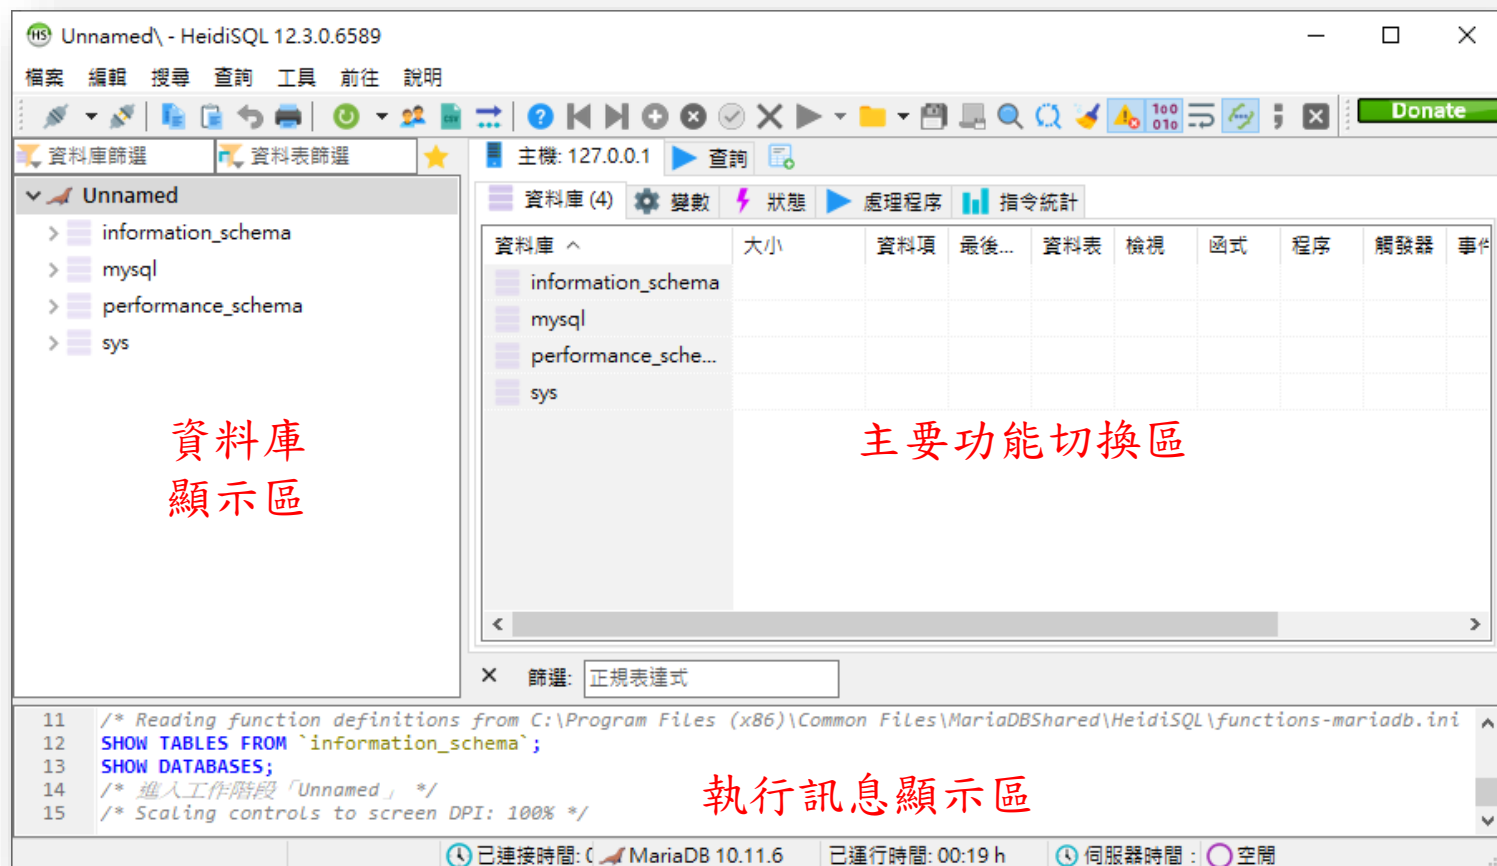 Unnamed\ - HeidiSQL 12.3.0.6589
檔案 編輯 搜尋 查詢 工具 前往 說明
Donate
資料庫篩選 資料表篩選
主機: 127.0.0.1 查詢
Unnamed
information_schema
mysql
performance_schema
sys
資料庫 (4) 變數 狀態 處理程序 指令統計
資料庫 大小 資料項 最後... 資料表 檢視 函式 程序 觸發器 事件
information_schema
mysql
performance_sche...
sys
資料庫
顯示區
主要功能切換區
篩選: 正規表達式
11 /* Reading function definitions from C:\Program Files (x86)\Common Files\MariaDBShared\HeidiSQL\functions-mariadb.ini
12 SHOW TABLES FROM `information_schema`;
13 SHOW DATABASES;
14 /* 進入工作階段「Unnamed」 */
15 /* Scaling controls to screen DPI: 100% */
執行訊息顯示區
已連接時間: MariaDB 10.11.6 已運行時間: 00:19 h 伺服器時間: 空閒